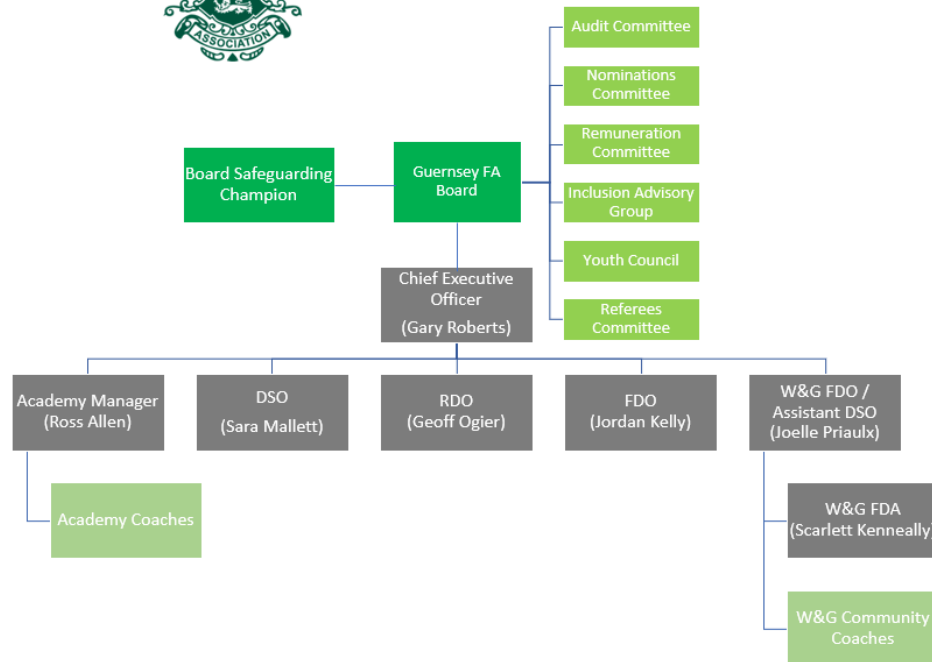 ASSOCIATION
Audit Committee
Nominations
Committee
Remuneration
Committee
Board Safeguarding
Champion
Guernsey FA
Board
Inclusion Advisory
Group
Youth Council
Chief Executive
Officer
(Gary Roberts)
Referees
Committee
Academy Manager
(Ross Allen)
DSO
(Sara Mallett)
RDO
(Geoff Ogier)
FDO
(Jordan Kelly)
W&G FDO /
Assistant DSO
(Joelle Priaulx)
Academy Coaches
W&G FDA
(Scarlett Kenneally)
W&G Community
Coaches